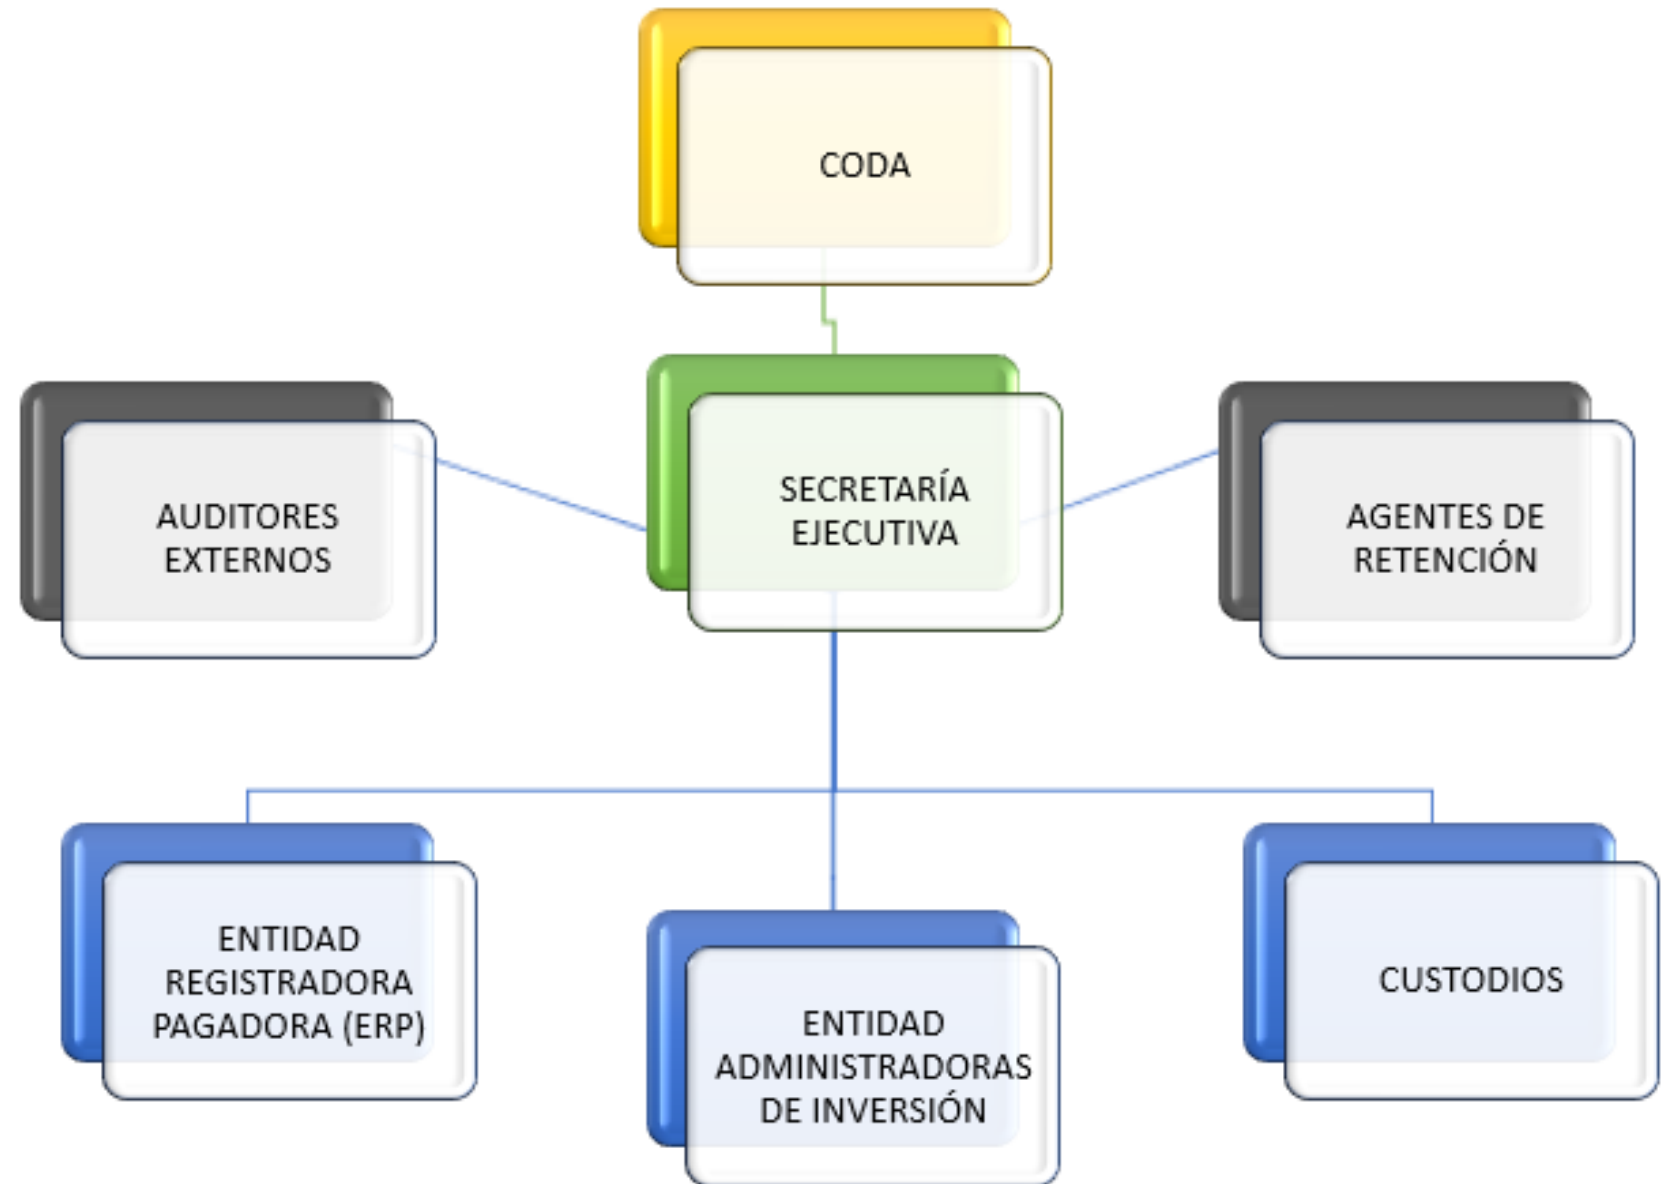 CODA
SECRETARÍA
EJECUTIVA
AUDITORES
EXTERNOS
AGENTES DE
RETENCIÓN
ENTIDAD
REGISTRADORA
PAGADORA (ERP)
ENTIDAD
ADMINISTRADORAS
DE INVERSIÓN
CUSTODIOS